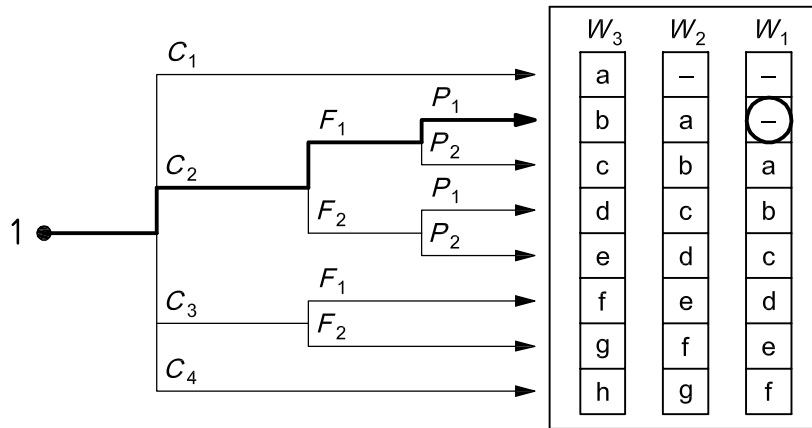 W₃ W₂ W₁
C₁ a – –
F₁ P₁ b a –
C₂ P₂ c b a
F₂ P₁ d c b
1 P₂ e d c
C₃ F₁ f e d
F₂ g f e
C₄ h g f